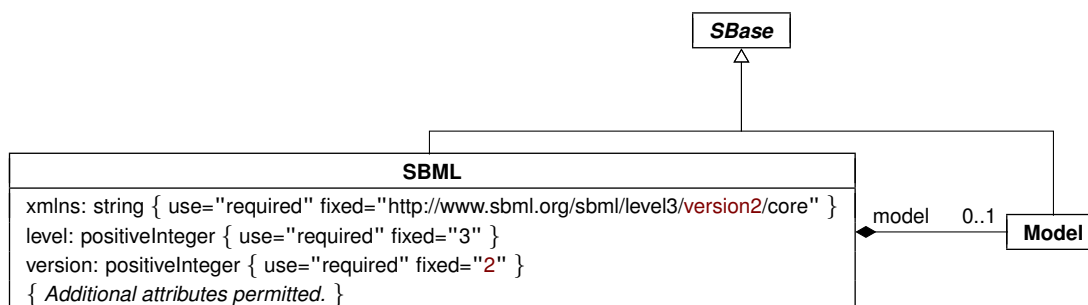 SBase
SBML
xmlns: string { use="required" fixed="http://www.sbml.org/sbml/level3/version2/core" }
level: positiveInteger { use="required" fixed="3" }
version: positiveInteger { use="required" fixed="2" }
{ Additional attributes permitted. }
model 0..1
Model